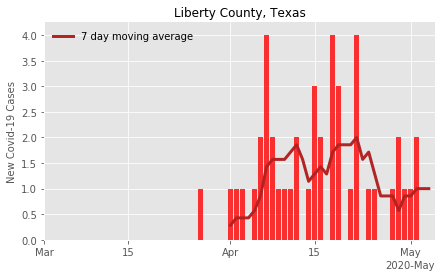 Liberty County, Texas
7 day moving average
New Covid-19 Cases
4.0
3.5
3.0
2.5
2.0
1.5
1.0
0.5
0.0
Mar
15
Apr
15
May
2020-May